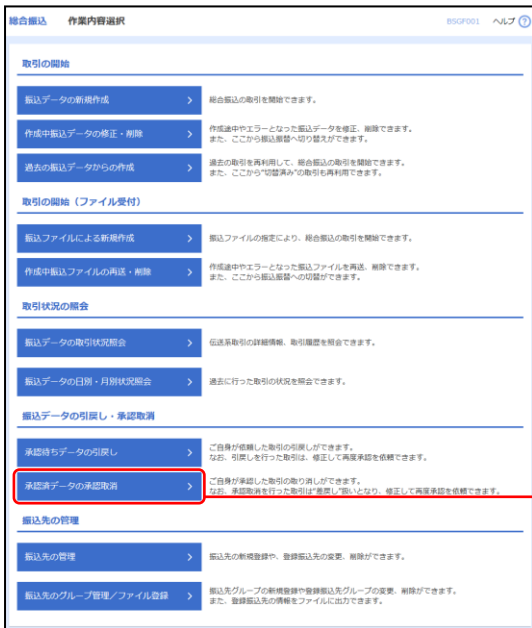 総合振込 作業内容選択 BSGF001 ヘルプ ?
取引の開始
振込データの新規作成 > 総合振込の取引を開始できます。
作成中振込データの修正・削除 > 作成途中やエラーとなった振込データを修正、削除できます。
また、ここから振込振替へ切り替えができます。
過去の振込データからの作成 > 過去の取引を再利用して、総合振込の取引を開始できます。
また、ここから"切替済み"の取引も再利用できます。
取引の開始（ファイル受付）
振込ファイルによる新規作成 > 振込ファイルの指定により、総合振込の取引を開始できます。
作成中振込ファイルの再送・削除 > 作成途中やエラーとなった振込ファイルを再送、削除できます。
また、ここから振込振替への切替ができます。
取引状況の照会
振込データの取引状況照会 > 伝送系取引の詳細情報、取引履歴を照会できます。
振込データの日別・月別状況照会 > 過去に行った取引の状況を照会できます。
振込データの引戻し・承認取消
承認待ちデータの引戻し > ご自身が依頼した取引の引戻しができます。
なお、引戻しを行った取引は、修正して再度承認を依頼できます。
承認済データの承認取消 > ご自身が承認した取引の取り消しができます。
なお、承認取消を行った取引は"差戻し"扱いとなり、修正して再度承認を依頼できます。
振込先の管理
振込先の管理 > 振込先の新規登録や、登録振込先の変更、削除ができます。
振込先のグループ管理／ファイル登録 > 振込先グループの新規登録や登録振込先グループの変更、削除ができます。
また、登録振込先の情報をファイルに出力できます。